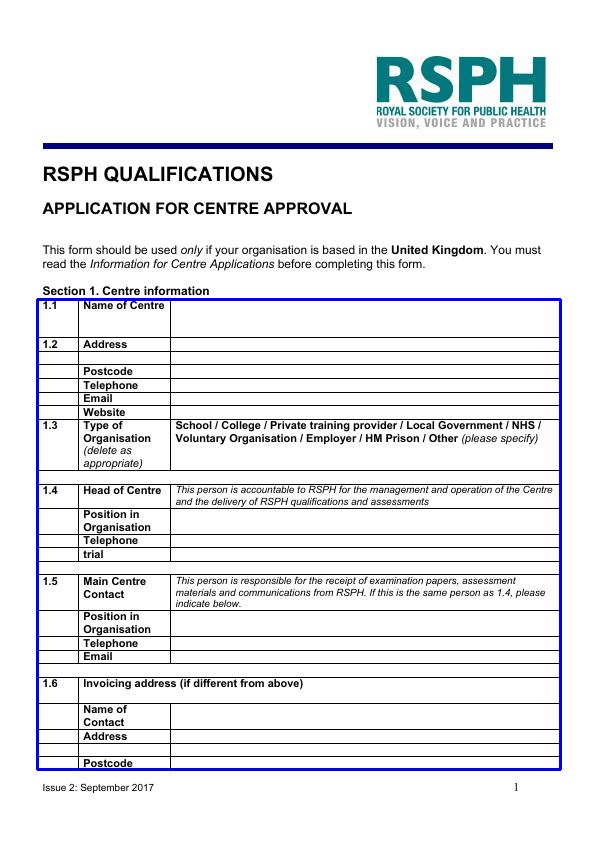 RSPH
ROYAL SOCIETY FOR PUBLIC HEALTH
VISION, VOICE AND PRACTICE
RSPH QUALIFICATIONS
APPLICATION FOR CENTRE APPROVAL
This form should be used only if your organisation is based in the United Kingdom. You must
read the Information for Centre Applications before completing this form.
Section 1. Centre information
1.1 Name of Centre
1.2 Address
Postcode
Telephone
Email
Website
1.3 Type of
Organisation
(delete as
appropriate)
School / College / Private training provider / Local Government / NHS /
Voluntary Organisation / Employer / HM Prison / Other (please specify)
1.4 Head of Centre
This person is accountable to RSPH for the management and operation of the Centre
and the delivery of RSPH qualifications and assessments
Position in
Organisation
Telephone
trial
1.5 Main Centre
Contact
This person is responsible for the receipt of examination papers, assessment
materials and communications from RSPH. If this is the same person as 1.4, please
indicate below.
Position in
Organisation
Telephone
Email
1.6 Invoicing address (if different from above)
Name of
Contact
Address
Postcode
Issue 2: September 2017 1